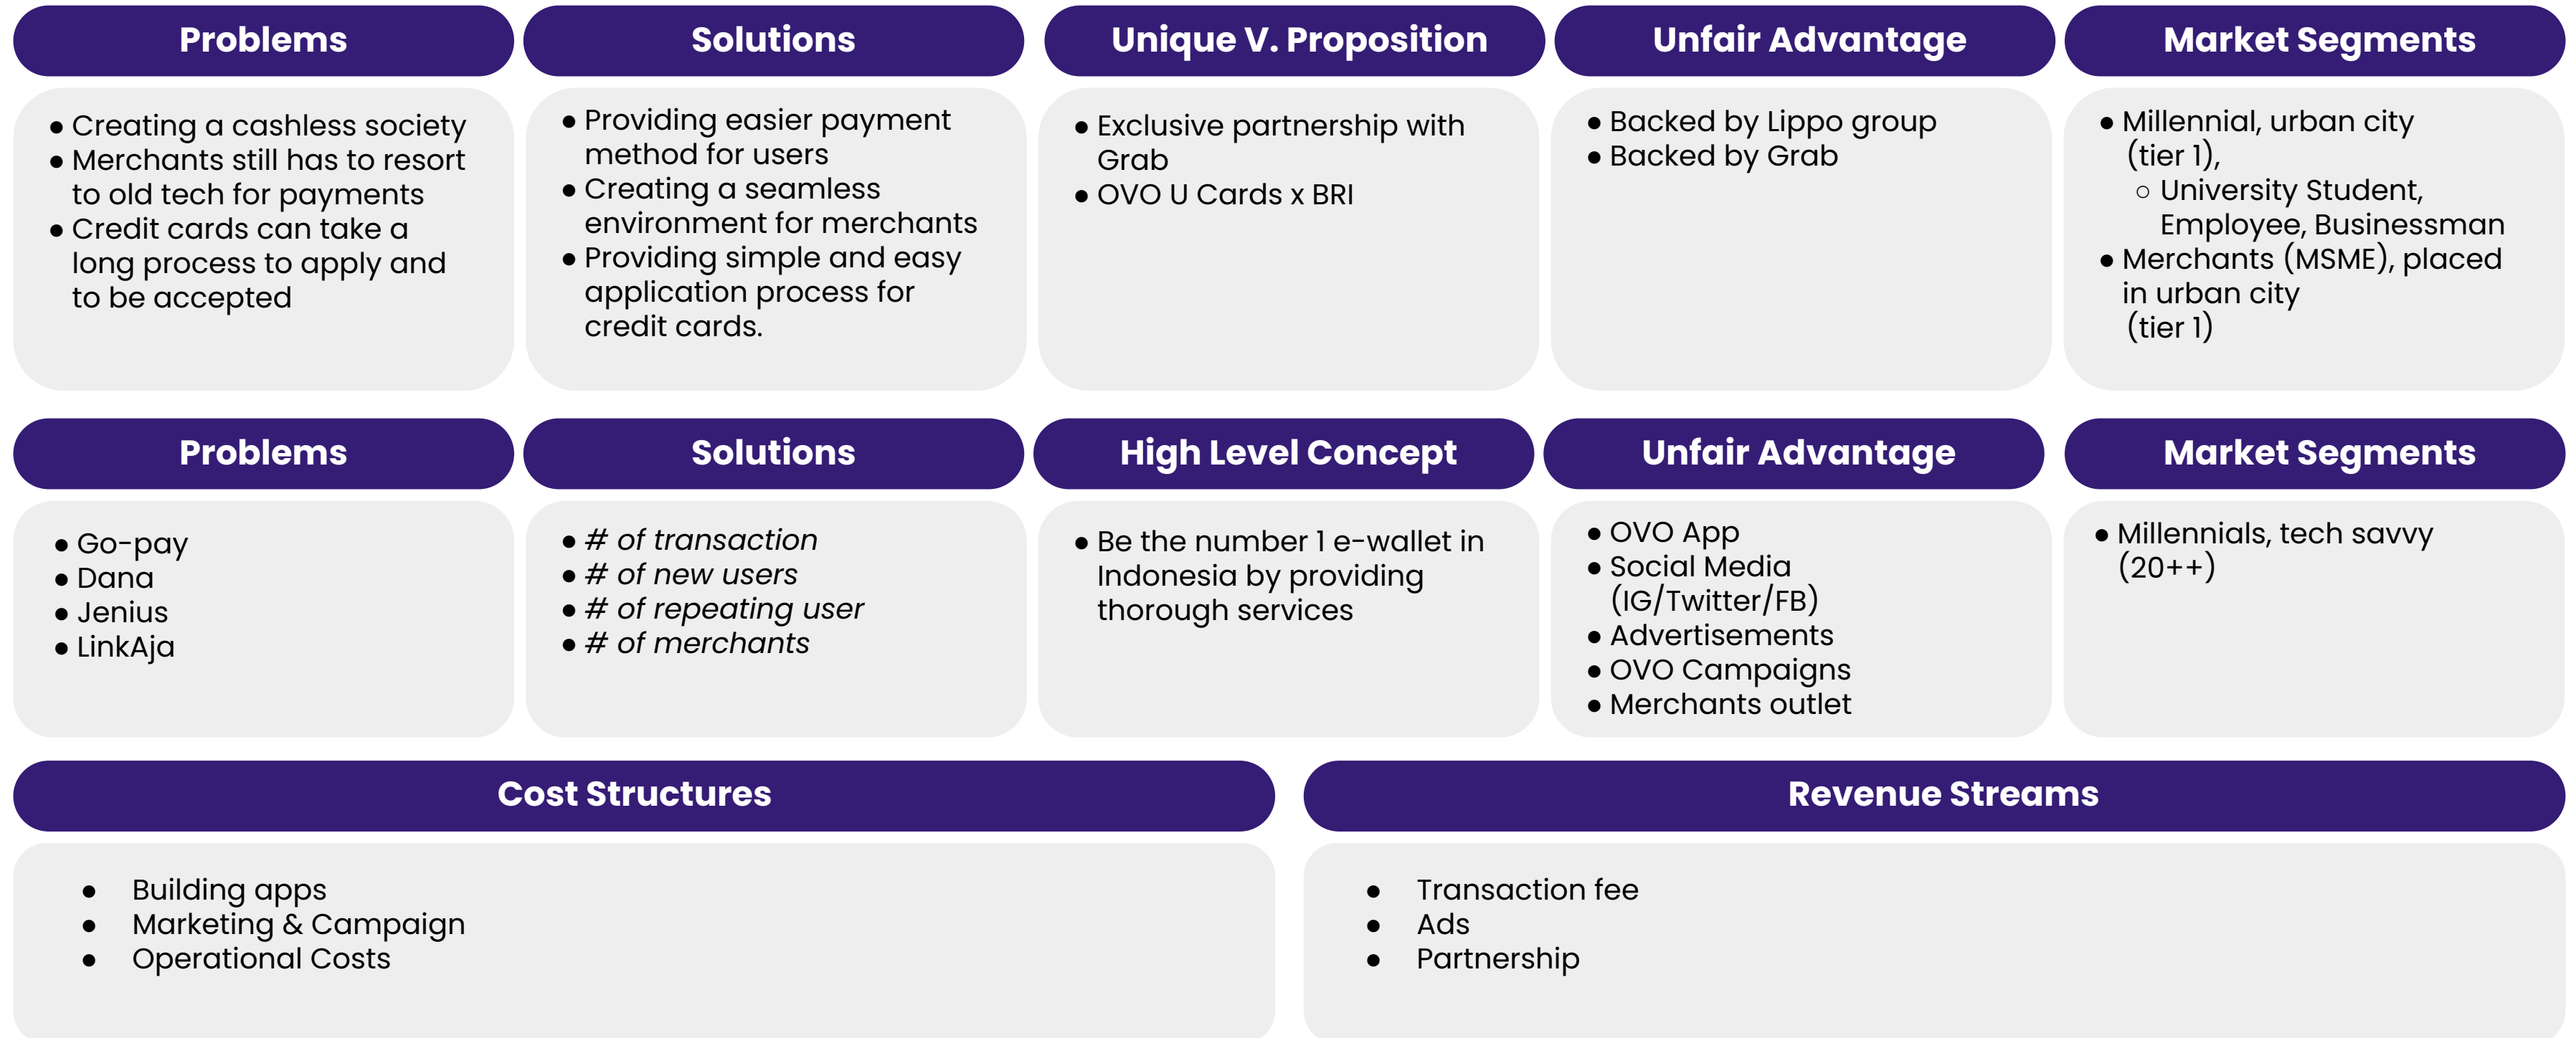 Problems
● Creating a cashless society
● Merchants still has to resort
to old tech for payments
● Credit cards can take a
long process to apply and
to be accepted
Solutions
● Providing easier payment
method for users
● Creating a seamless
environment for merchants
● Providing simple and easy
application process for
credit cards.
Unique V. Proposition
● Exclusive partnership with
Grab
● OVO U Cards x BRI
Unfair Advantage
● Backed by Lippo group
● Backed by Grab
Market Segments
● Millennial, urban city
(tier 1),
○ University Student,
Employee, Businessman
● Merchants (MSME), placed
in urban city
(tier 1)
Problems
● Go-pay
● Dana
● Jenius
● LinkAja
Solutions
● # of transaction
● # of new users
● # of repeating user
● # of merchants
High Level Concept
● Be the number 1 e-wallet in
Indonesia by providing
thorough services
Unfair Advantage
● OVO App
● Social Media
(IG/Twitter/FB)
● Advertisements
● OVO Campaigns
● Merchants outlet
Market Segments
● Millennials, tech savvy
(20++)
Cost Structures
● Building apps
● Marketing & Campaign
● Operational Costs
Revenue Streams
● Transaction fee
● Ads
● Partnership